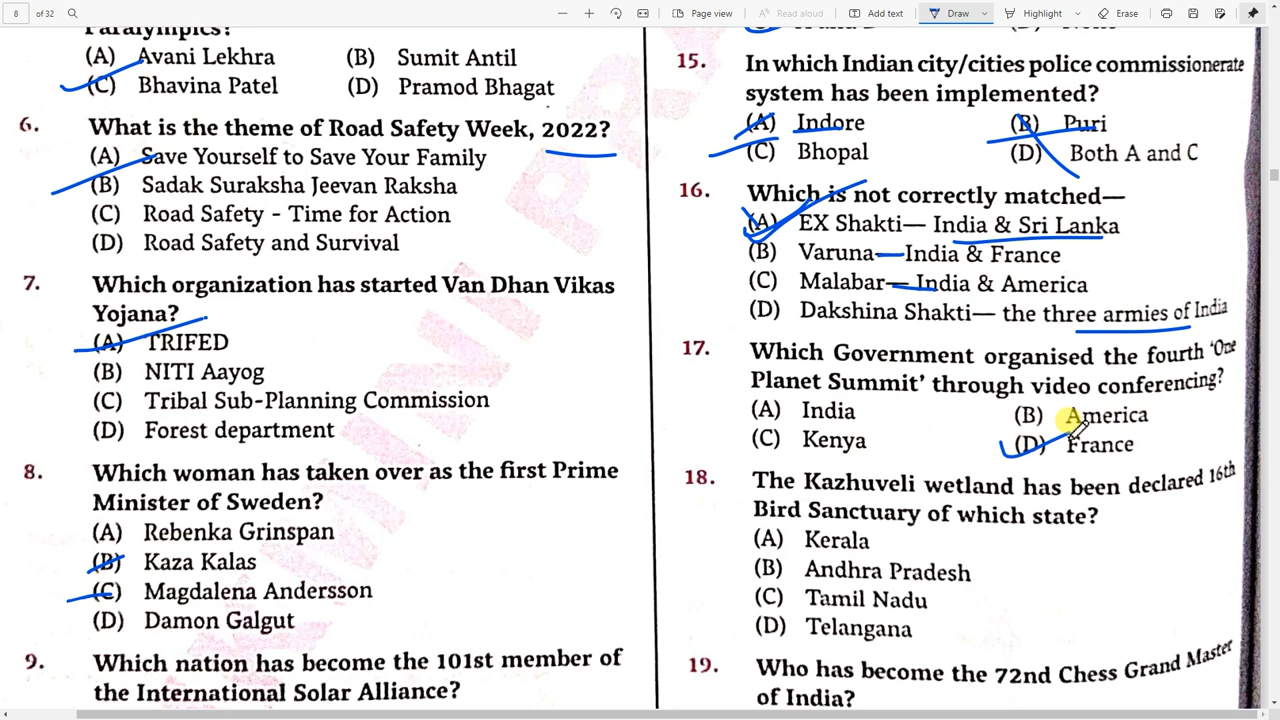 8 of 32
Page view
Read aloud
Add text
Draw
Highlight
Erase
Paralympics?
(A) Avani Lekhra (B) Sumit Antil
(C) Bhavina Patel (D) Pramod Bhagat
6. What is the theme of Road Safety Week, 2022?
(A) Save Yourself to Save Your Family
(B) Sadak Suraksha Jeevan Raksha
(C) Road Safety - Time for Action
(D) Road Safety and Survival
7. Which organization has started Van Dhan Vikas
Yojana?
(A) TRIFED
(B) NITI Aayog
(C) Tribal Sub-Planning Commission
(D) Forest department
8. Which woman has taken over as the first Prime
Minister of Sweden?
(A) Rebenka Grinspan
(B) Kaza Kalas
(C) Magdalena Andersson
(D) Damon Galgut
9. Which nation has become the 101st member of
the International Solar Alliance?
15. In which Indian city/cities police commissionerate
system has been implemented?
(A) Indore (B) Puri
(C) Bhopal (D) Both A and C
16. Which is not correctly matched—
(A) EX Shakti— India & Sri Lanka
(B) Varuna—India & France
(C) Malabar— India & America
(D) Dakshina Shakti— the three armies of India
17. Which Government organised the fourth 'One
Planet Summit' through video conferencing?
(A) India (B) America
(C) Kenya (D) France
18. The Kazhuveli wetland has been declared 16th
Bird Sanctuary of which state?
(A) Kerala
(B) Andhra Pradesh
(C) Tamil Nadu
(D) Telangana
19. Who has become the 72nd Chess Grand Master
of India?